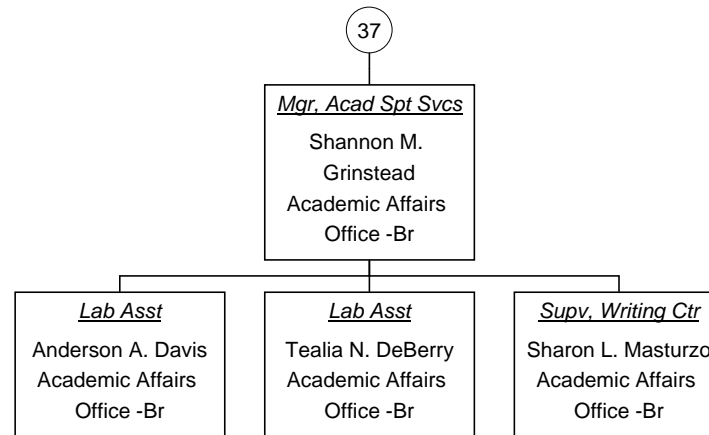 37
Mgr, Acad Spt Svcs
Shannon M.
Grinstead
Academic Affairs
Office -Br
Lab Asst
Anderson A. Davis
Academic Affairs
Office -Br
Lab Asst
Tealia N. DeBerry
Academic Affairs
Office -Br
Supv, Writing Ctr
Sharon L. Masturzo
Academic Affairs
Office -Br